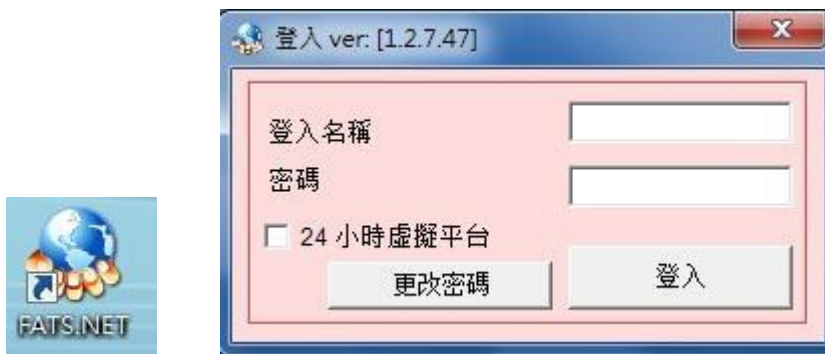 登入 ver: [1.2.7.47]
登入名稱
密碼
24 小時虛擬平台
更改密碼
登入
FATS.NET